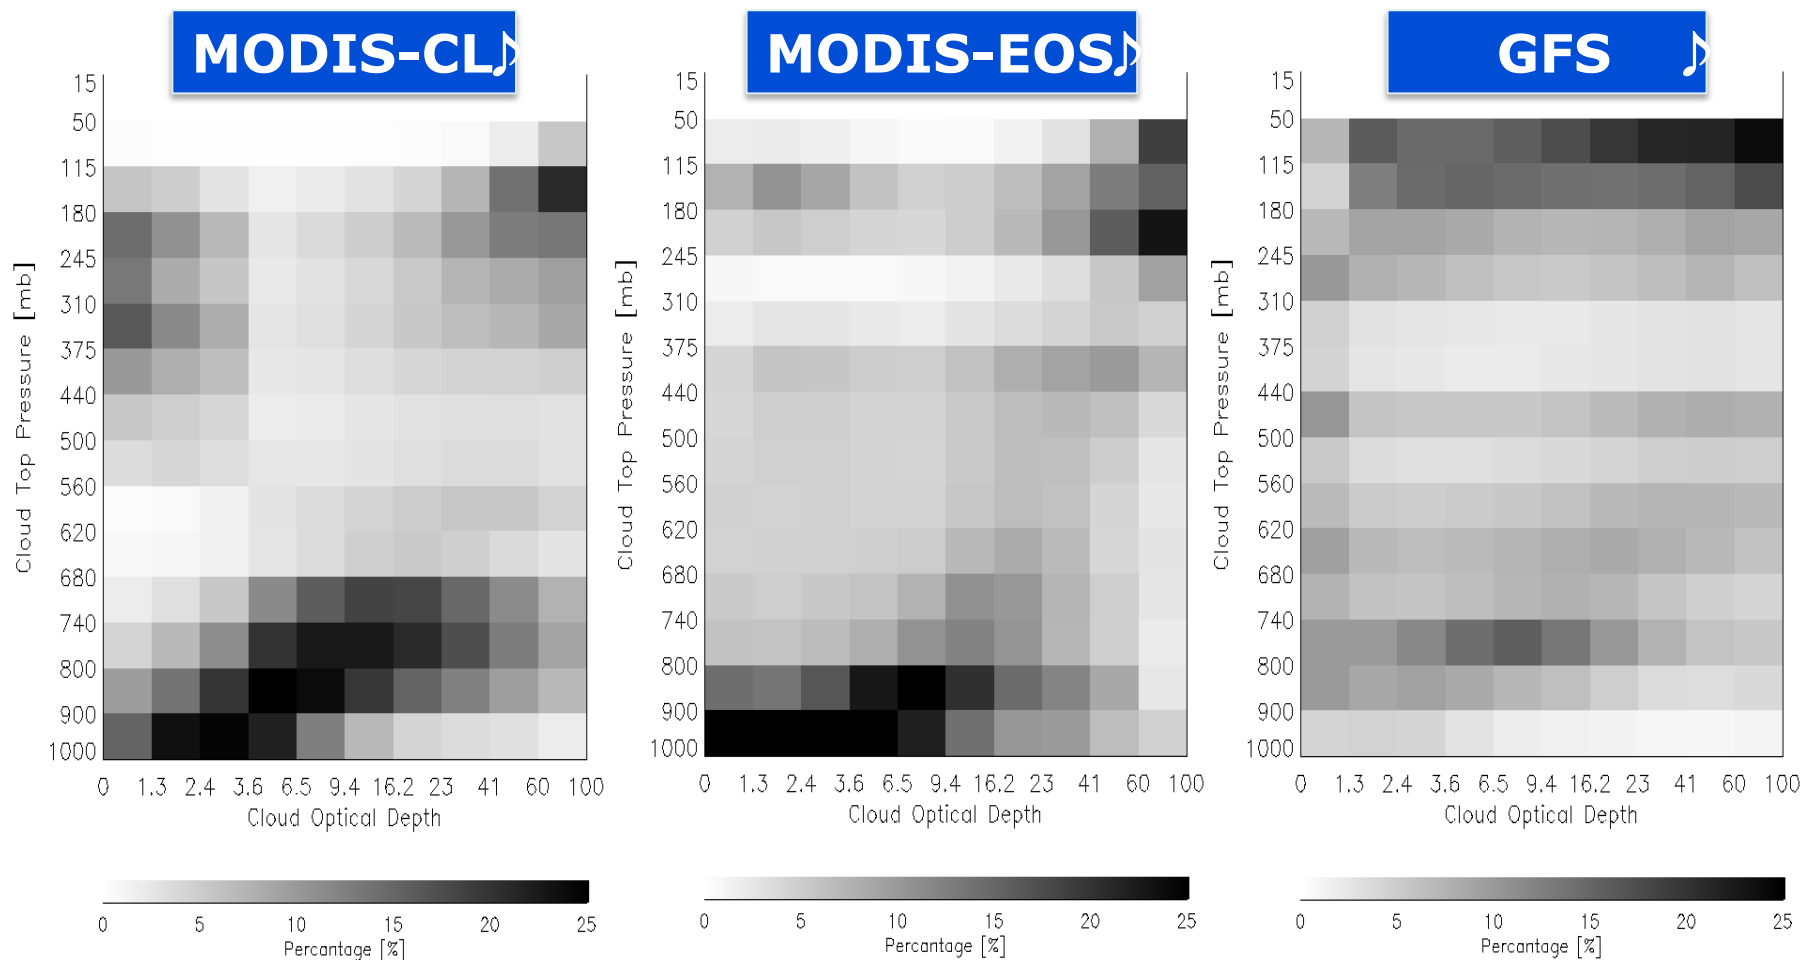 MODIS-CL♪
MODIS-EOS♪
GFS ♪
15
50
115
180
245
310
375
440
500
560
620
680
740
800
900
1000
Cloud Top Pressure [mb]
0 1.3 2.4 3.6 6.5 9.4 16.2 23 41 60 100
Cloud Optical Depth
0 5 10 15 20 25
Percantage [%]
15
50
115
180
245
310
375
440
500
560
620
680
740
800
900
1000
Cloud Top Pressure [mb]
0 1.3 2.4 3.6 6.5 9.4 16.2 23 41 60 100
Cloud Optical Depth
0 5 10 15 20 25
Percantage [%]
15
50
115
180
245
310
375
440
500
560
620
680
740
800
900
1000
Cloud Top Pressure [mb]
0 1.3 2.4 3.6 6.5 9.4 16.2 23 41 60 100
Cloud Optical Depth
0 5 10 15 20 25
Percantage [%]